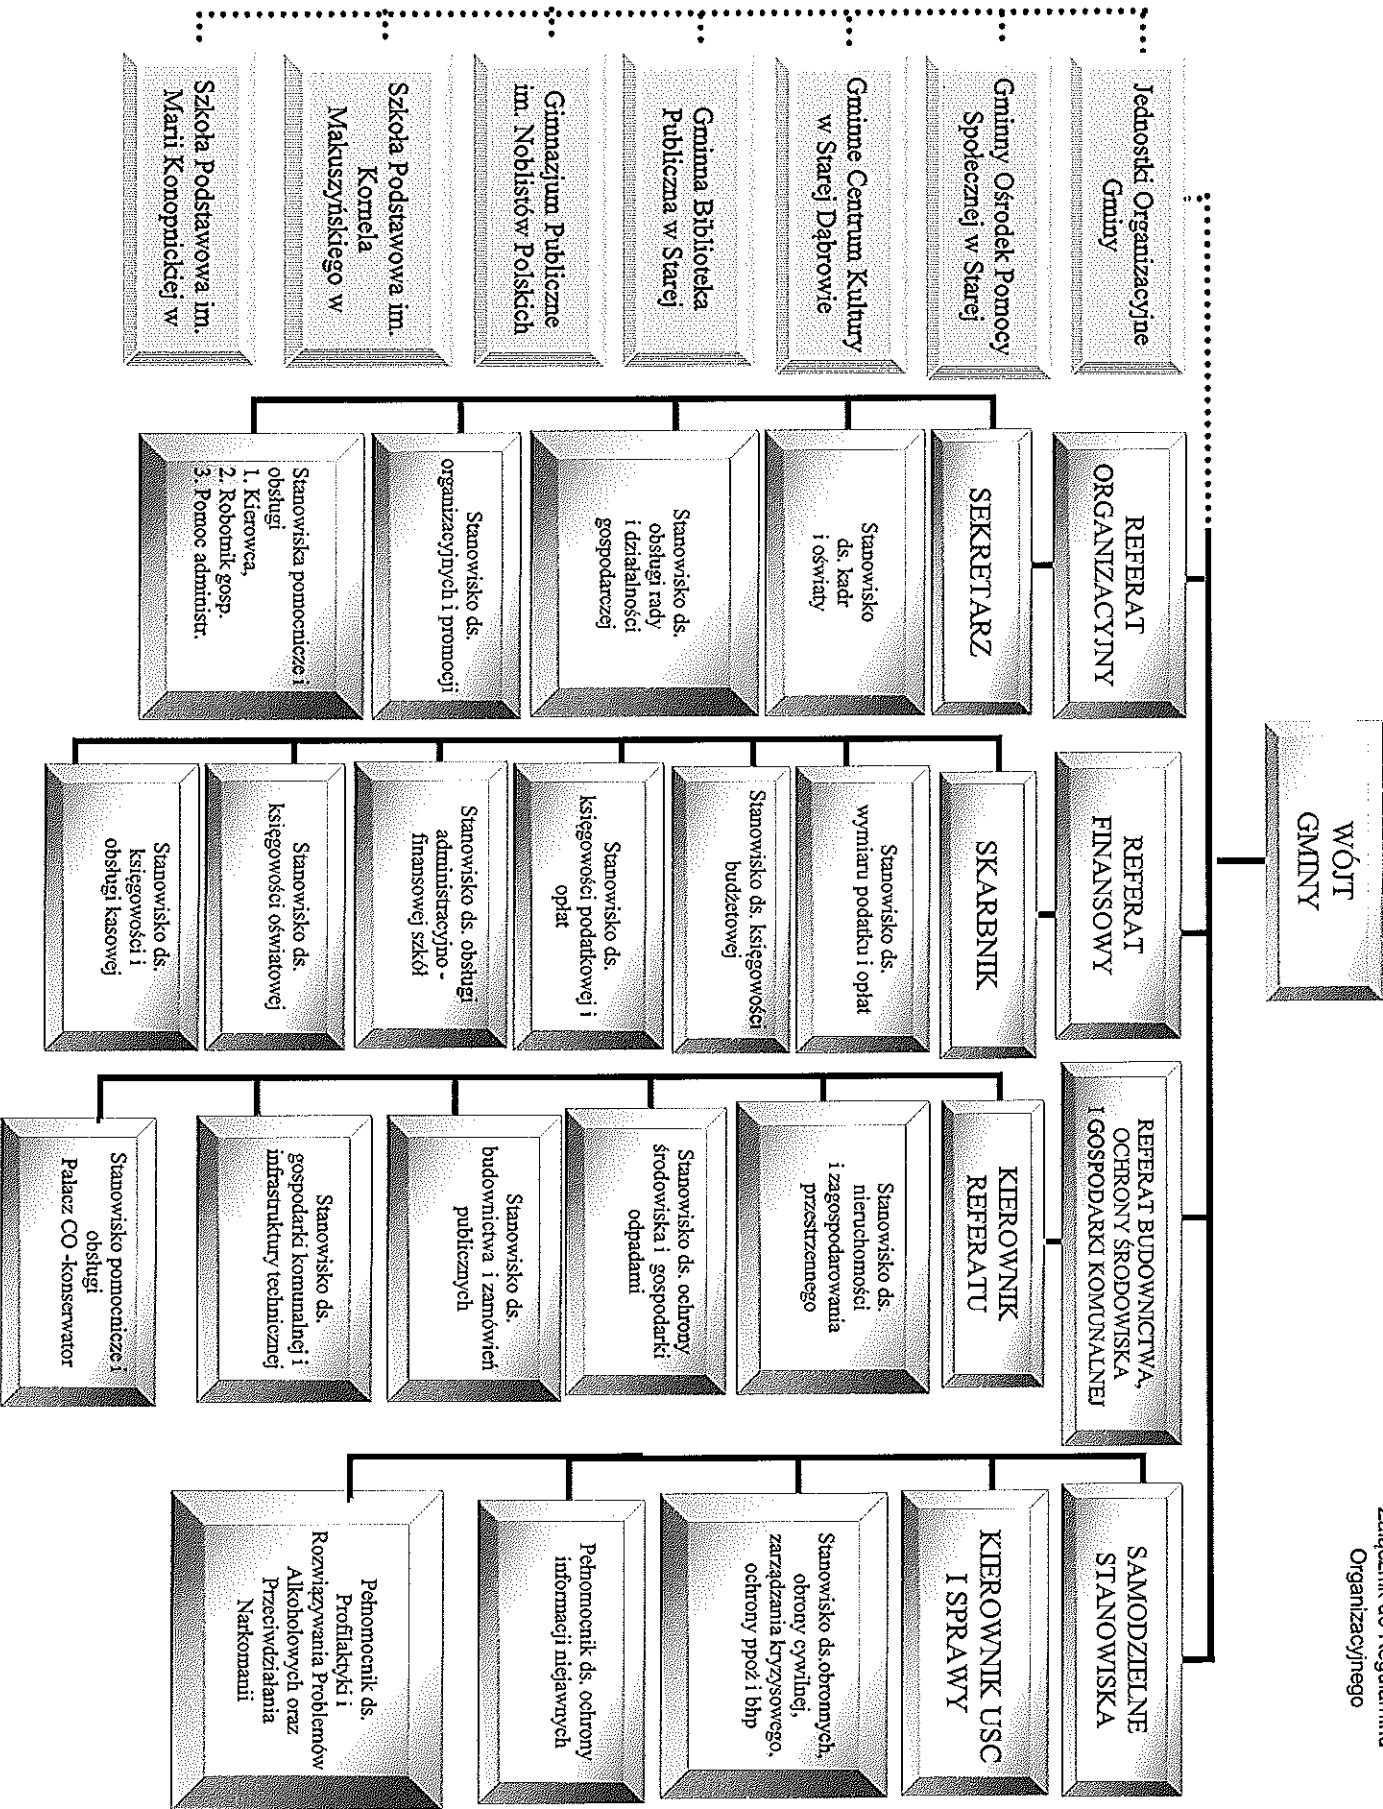 Załącznik do Regulaminu
Organizacyjnego
WÓJT
GMINY
Jednostki Organizacyjne
Gminy
Gminny Ośrodek Pomocy
Społecznej w Starej
Gminne Centrum Kultury
w Starej Dąbrowie
Gminna Biblioteka
Publiczna w Starej
Gimnazjum Publiczne
im. Noblistów Polskich
Szkoła Podstawowa im.
Kornela
Makuszyńskiego w
Szkoła Podstawowa im.
Marii Konopnickiej w
REFERAT
ORGANIZACYJNY
SEKRETARZ
Stanowisko
ds. kadr
i oświaty
Stanowisko ds.
obsługi rady
i działalności
gospodarczej
Stanowisko ds.
organizacyjnych i promocji
Stanowiska pomocnicze i
obsługi
1. Kierowca,
2. Robotnik gosp.
3. Pomoc administr.
REFERAT
FINANSOWY
SKARBNIK
Stanowisko ds.
wymiaru podatku i opłat
Stanowisko ds. księgowości
budżetowej
Stanowisko ds.
księgowości podatkowej i
opłat
Stanowisko ds. obsługi
administracyjno -
finansowej szkół
Stanowisko ds.
księgowości oświatowej
Stanowisko ds.
księgowości i
obsługi kasowej
REFERAT BUDOWNICTWA,
OCHRONY ŚRODOWISKA
I GOSPODARKI KOMUNALNEJ
KIEROWNIK
REFERATU
Stanowisko ds.
nieruchomości
i zagospodarowania
przestrzennego
Stanowisko ds. ochrony
środowiska i gospodarki
odpadami
Stanowisko ds.
budownictwa i zamówień
publicznych
Stanowisko ds.
gospodarki komunalnej i
infrastruktury technicznej
Stanowisko pomocnicze i
obsługi
Palacz CO -konserwator
SAMODZIELNE
STANOWISKA
KIEROWNIK USC
I SPRAWY
Stanowisko ds.obronnych,
obrony cywilnej,
zarządzania kryzysowego,
ochrony ppoż i bhp
Pełnomocnik ds. ochrony
informacji niejawnych
Pełnomocnik ds.
Profilaktyki i
Rozwiązywania Problemów
Alkoholowych oraz
Przeciwdziałania
Narkomanii